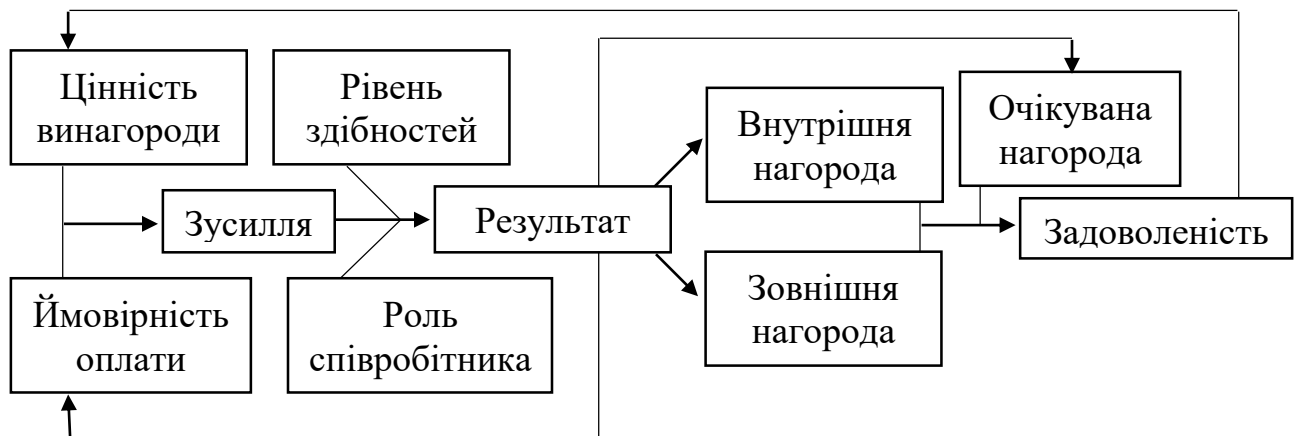 Цінність
винагороди
Рівень
здібностей
Внутрішня
нагорода
Очікувана
нагорода
Зусилля
Результат
Задоволеність
Ймовірність
оплати
Роль
співробітника
Зовнішня
нагорода